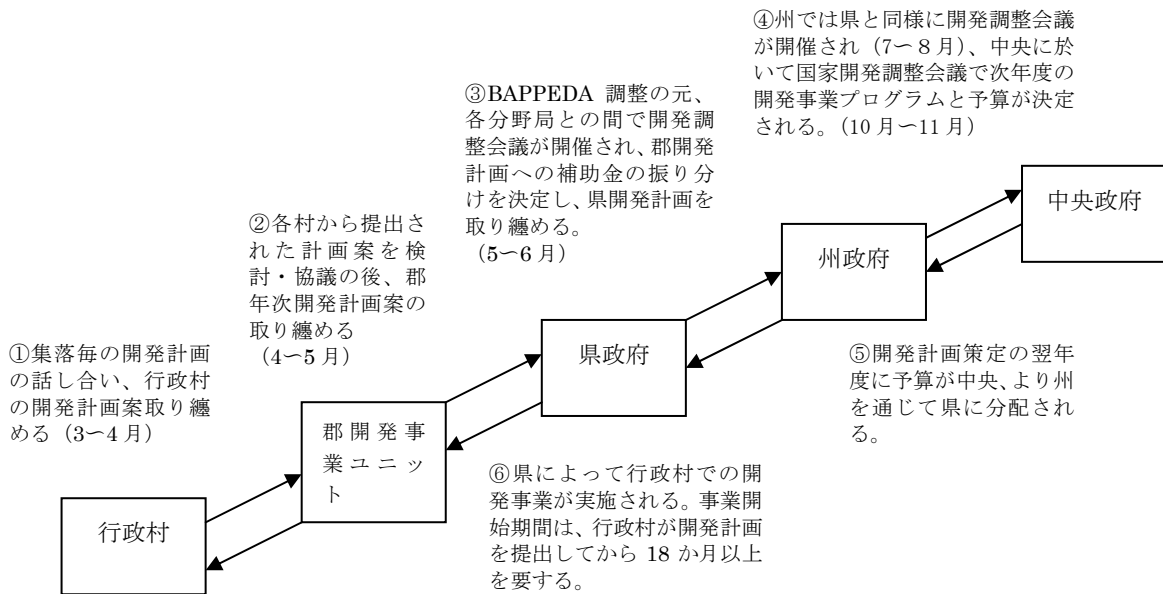 ①集落毎の開発計画
の話し合い、行政村
の開発計画案取り纏
める（3〜4 月）
②各村から提出さ
れた計画案を検
討・協議の後、郡
年次開発計画案の
取り纏める
（4〜5 月）
③BAPPEDA 調整の元、
各分野局との間で開発調
整会議が開催され、郡開発
計画への補助金の振り分
けを決定し、県開発計画を
取り纏める。
（5〜6 月）
④州では県と同様に開発調整会議
が開催され（7〜8 月）、中央に於
いて国家開発調整会議で次年度の
開発事業プログラムと予算が決定
される。（10 月〜11 月）
中央政府
州政府
県政府
郡開発事
業ユニッ
ト
行政村
⑤開発計画策定の翌年
度に予算が中央、より州
を通じて県に分配され
る。
⑥県によって行政村での開
発事業が実施される。事業開
始期間は、行政村が開発計画
を提出してから 18 か月以上
を要する。